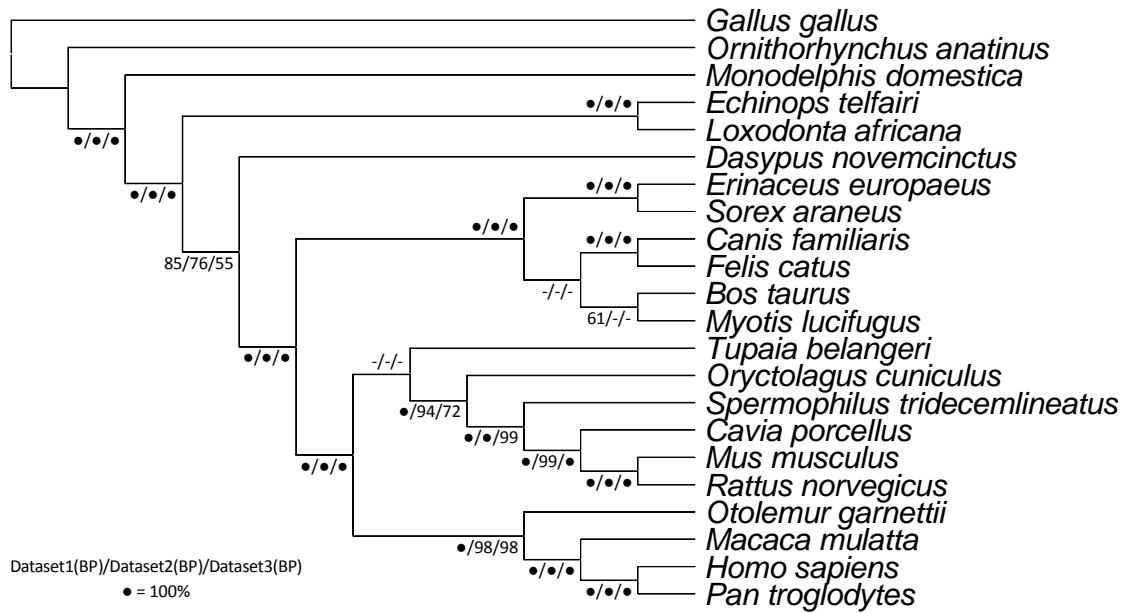 Gallus gallus
Ornithorhynchus anatinus
Monodelphis domestica
●/●/● Echinops telfairi
●/●/● Loxodonta africana
Dasypus novemcinctus
●/●/● ●/●/● Erinaceus europaeus
Sorex araneus
●/●/● ●/●/● Canis familiaris
85/76/55 Felis catus
-/-/- Bos taurus
61/-/- Myotis lucifugus
●/●/● -/-/- Tupaia belangeri
Oryctolagus cuniculus
●/94/72 Spermophilus tridecemlineatus
●/●/99 Cavia porcellus
●/●/● ●/99/● Mus musculus
●/●/● Rattus norvegicus
Otolemur garnettii
●/98/98 Macaca mulatta
Dataset1(BP)/Dataset2(BP)/Dataset3(BP) ●/●/● Homo sapiens
● = 100% ●/●/● Pan troglodytes